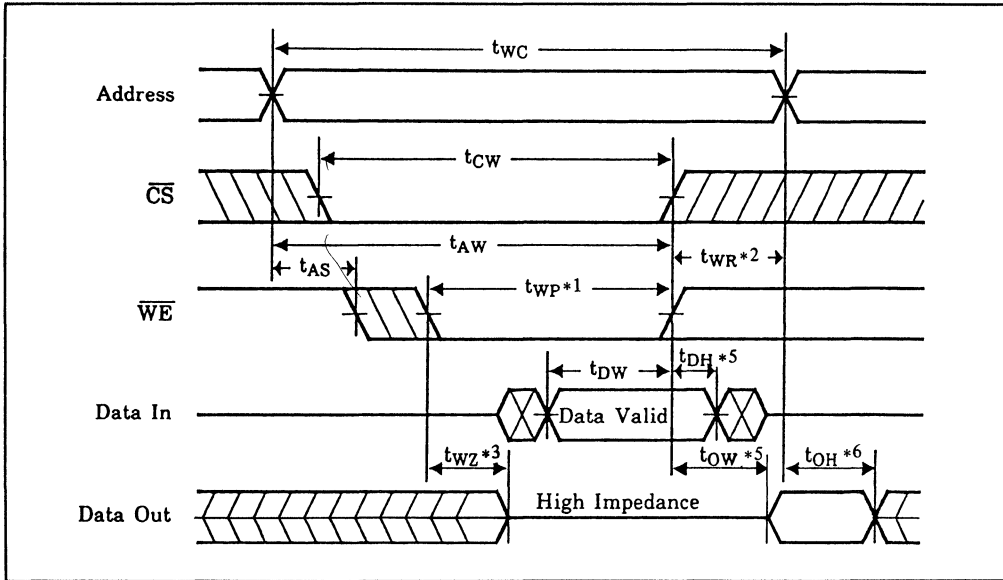 tWC
Address
tCW
CS
tAW
tAS
tWR*2
tWP*1
WE
tDW
tDH*5
Data In
Data Valid
tWZ*3
tOW*5
tOH*6
High Impedance
Data Out